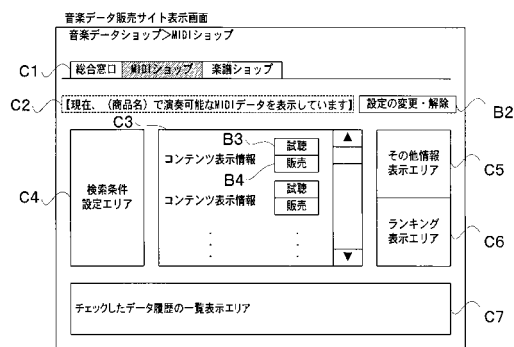 音楽データ販売サイト表示画面
音楽データショップ>MIDIショップ
C1 総合窓口 MIDIショップ 楽譜ショップ
C2 【現在、(商品名)で演奏可能なMIDIデータを表示しています】 設定の変更・解除 B2
C3
B3 試聴
コンテンツ表示情報
B4 販売
C4 検索条件
設定エリア
コンテンツ表示情報 試聴
販売
▲
▼
その他情報
表示エリア C5
ランキング
表示エリア C6
チェックしたデータ履歴の一覧表示エリア C7